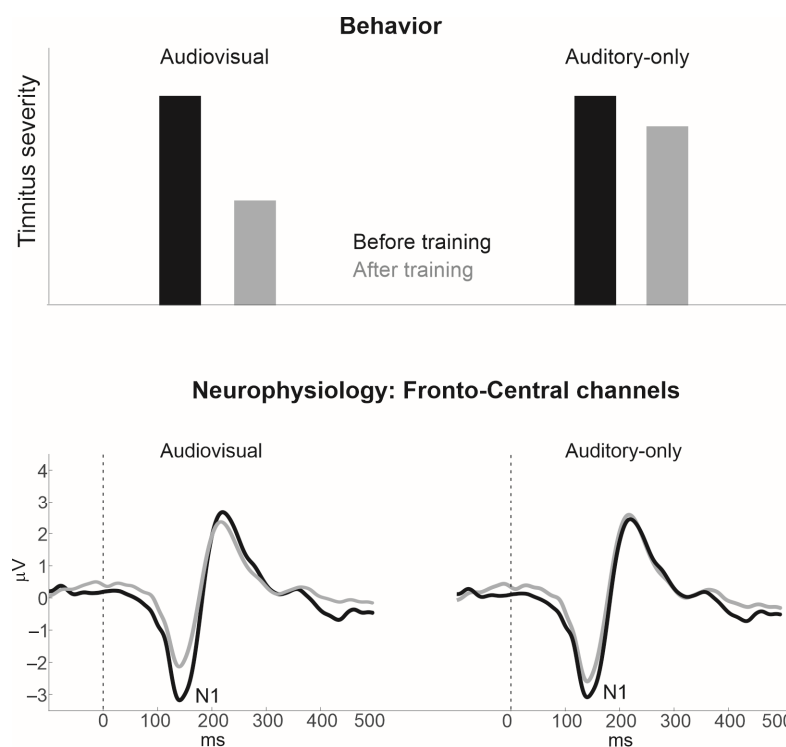 Behavior
Audiovisual
Auditory-only
Tinnitus severity
Before training
After training
Neurophysiology: Fronto-Central channels
Audiovisual
Auditory-only
4
3
2
1
0
−1
−2
−3
μV
N1
N1
0 100 200 300 400 500
0 100 200 300 400 500
ms
ms